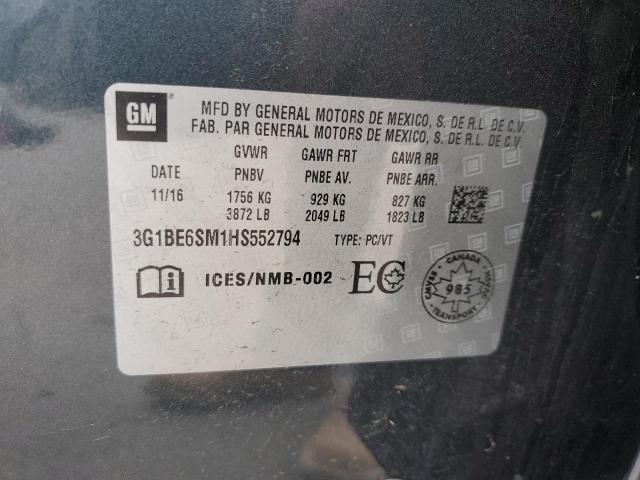 GM
MFD BY GENERAL MOTORS DE MEXICO, S. DE R.L. DE C.V.
FAB. PAR GENERAL MOTORS DE MEXICO, S. DE R.L. DE C.V.
GVWR GAWR FRT GAWR RR
DATE PNBV PNBE AV. PNBE ARR.
11/16 1756 KG 929 KG 827 KG
3872 LB 2049 LB 1823 LB
3G1BE6SM1HS552794 TYPE: PC/VT
i ICES/NMB-002 EC
CANADA
985
TRANSPORT